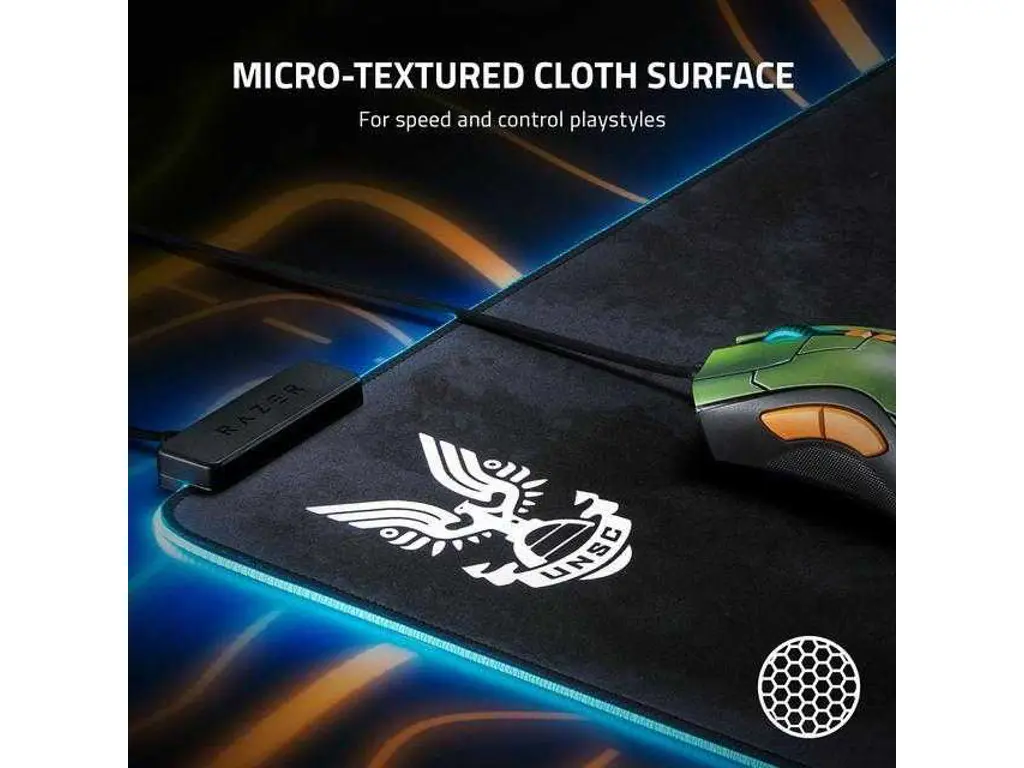 MICRO-TEXTURED CLOTH SURFACE
For speed and control playstyles
RAZER
UNSC